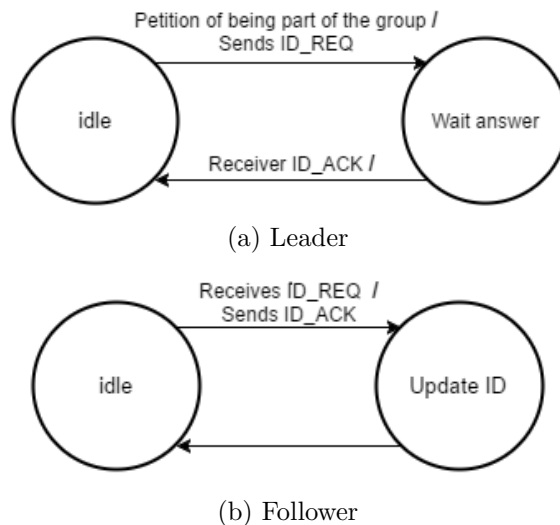 Petition of being part of the group /
Sends ID_REQ
idle
Wait answer
Receiver ID_ACK /
(a) Leader
Receives ID_REQ /
Sends ID_ACK
idle
Update ID
(b) Follower